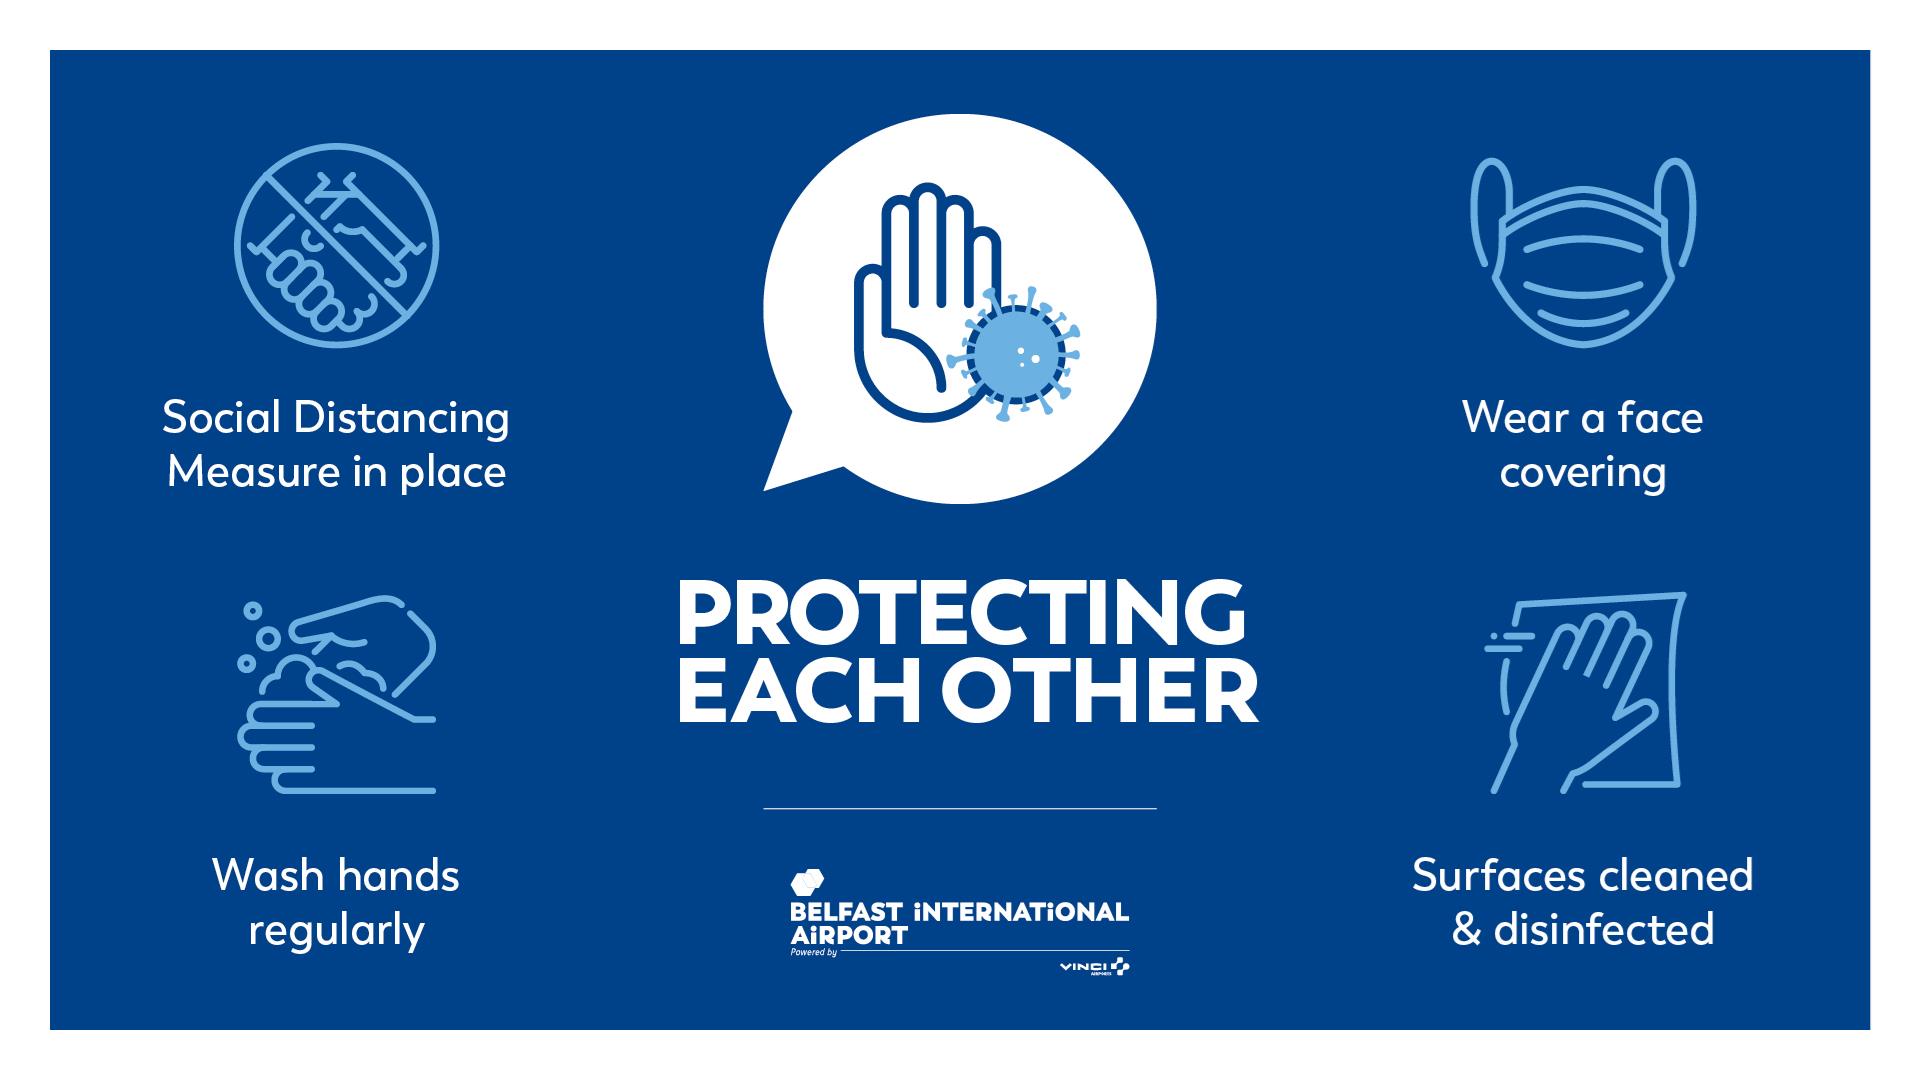 Social Distancing
Measure in place
Wear a face
covering
PROTECTING
EACH OTHER
Wash hands
regularly
Surfaces cleaned
& disinfected
BELFAST iNTERNATiONAL
AiRPORT
Powered by
VINCI
AIRPORTS